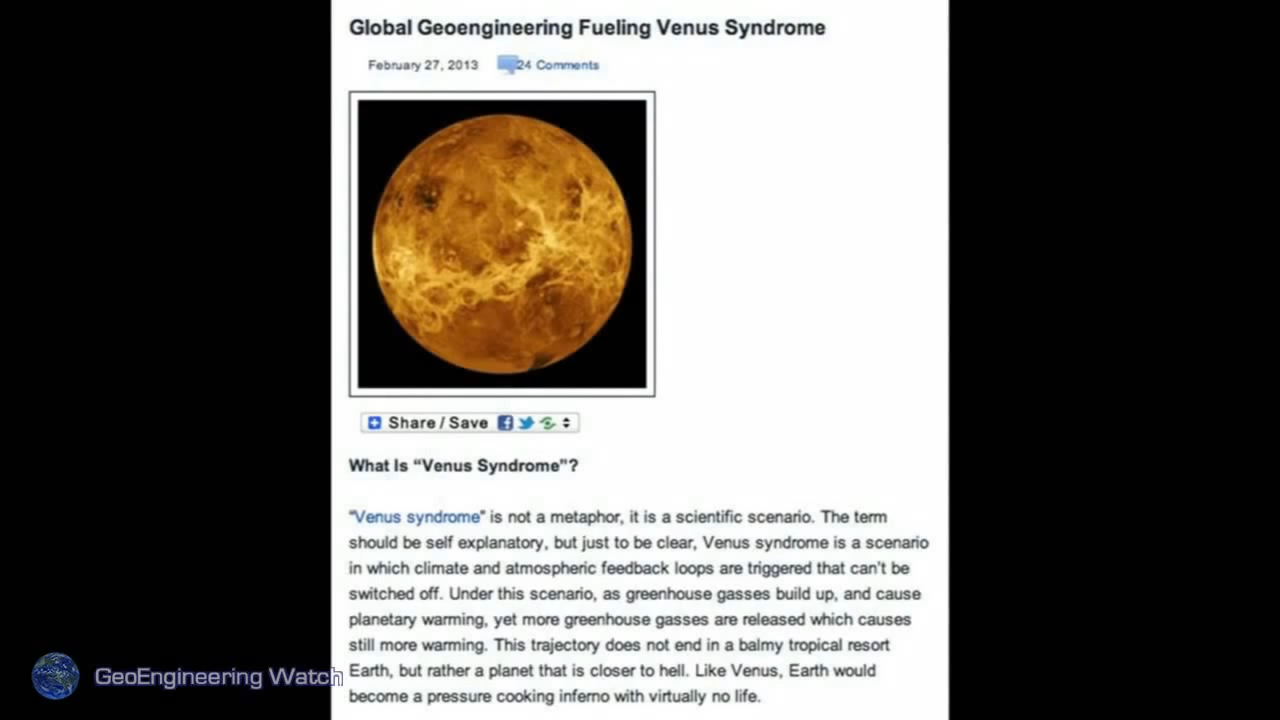 Global Geoengineering Fueling Venus Syndrome
February 27, 2013 24 Comments
Share / Save
What Is “Venus Syndrome”?
“Venus syndrome” is not a metaphor, it is a scientific scenario. The term
should be self explanatory, but just to be clear, Venus syndrome is a scenario
in which climate and atmospheric feedback loops are triggered that can’t be
switched off. Under this scenario, as greenhouse gasses build up, and cause
planetary warming, yet more greenhouse gasses are released which causes
still more warming. This trajectory does not end in a balmy tropical resort
Earth, but rather a planet that is closer to hell. Like Venus, Earth would
become a pressure cooking inferno with virtually no life.
GeoEngineering Watch